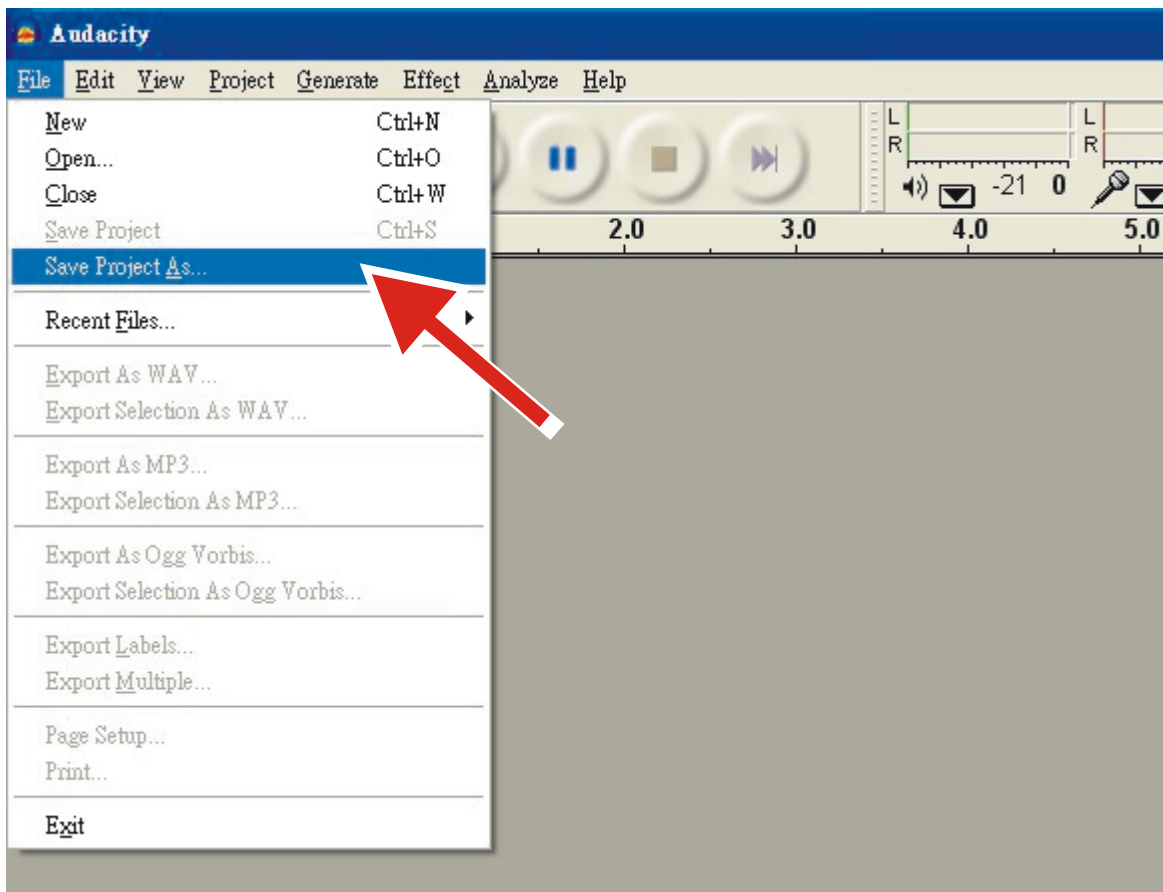 Audacity
File Edit View Project Generate Effect Analyze Help
New Ctrl+N
Open... Ctrl+O
Close Ctrl+W
Save Project Ctrl+S
Save Project As...
Recent Files...
Export As WAV...
Export Selection As WAV...
Export As MP3...
Export Selection As MP3...
Export As Ogg Vorbis...
Export Selection As Ogg Vorbis...
Export Labels...
Export Multiple...
Page Setup...
Print...
Exit
L L
R R
-21 0
2.0 3.0 4.0 5.0